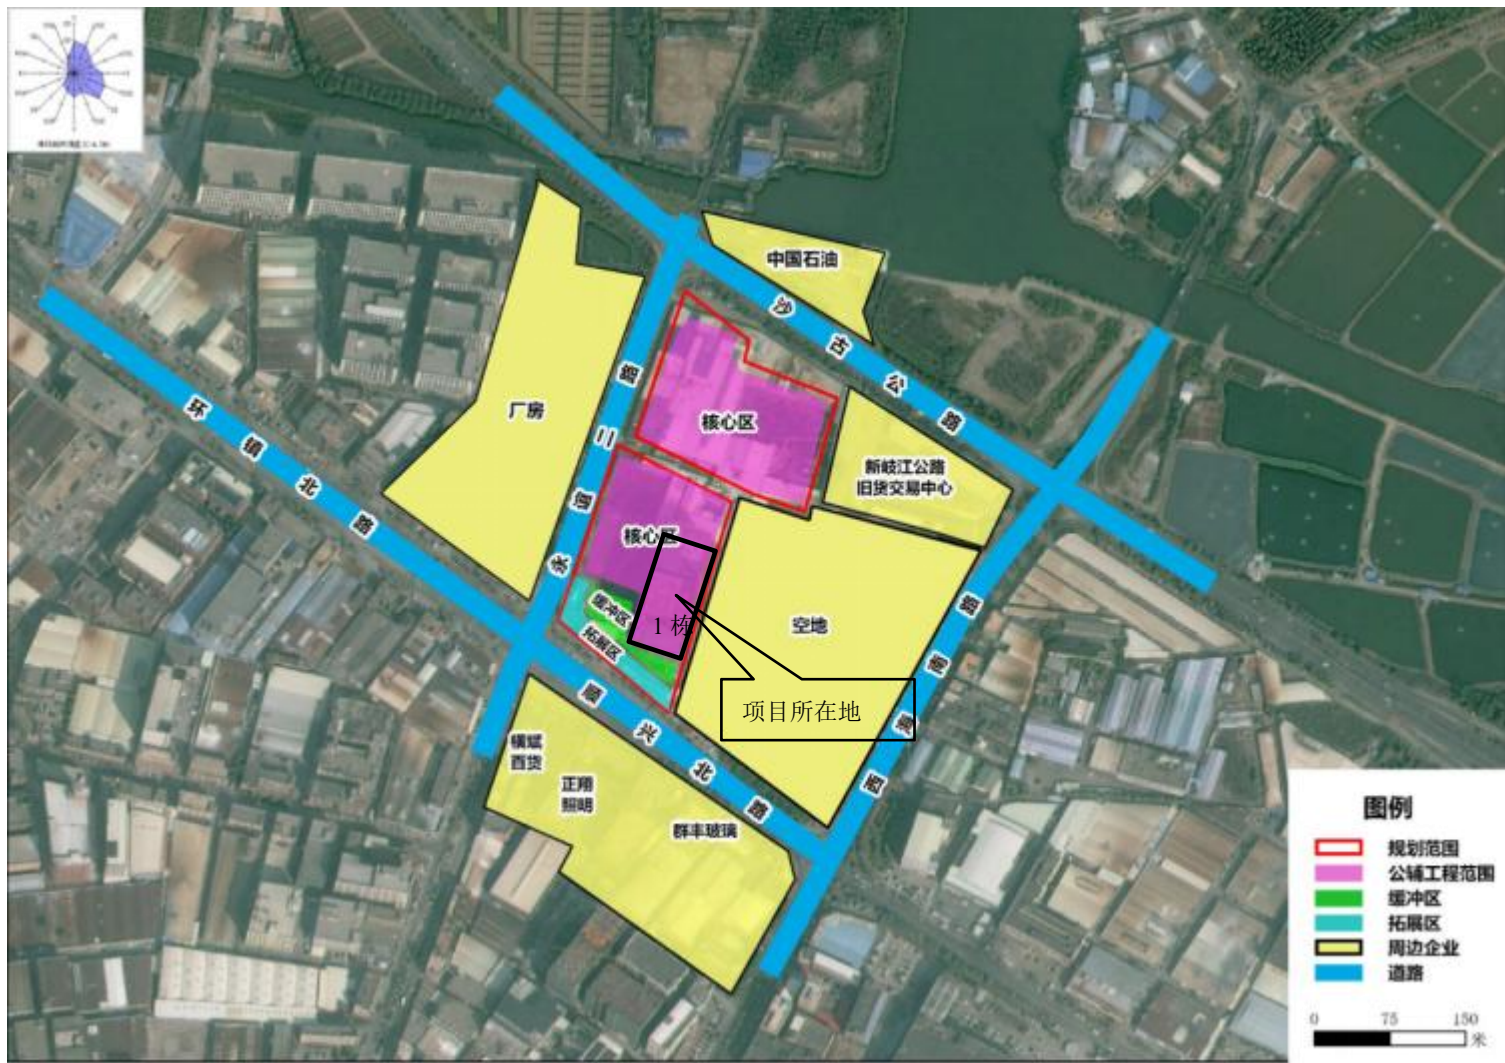 中国石油
沙古公路
厂房
核心区
新岐江公路
旧货交易中心
永谊二路
环镇北路
核心区
缓冲区
拓展区
1栋
空地
项目所在地
西海南路
顺兴北路
横斌
百货
正翔
照明
群丰玻璃
图例
规划范围
公辅工程范围
缓冲区
拓展区
周边企业
道路
0 75 150
米